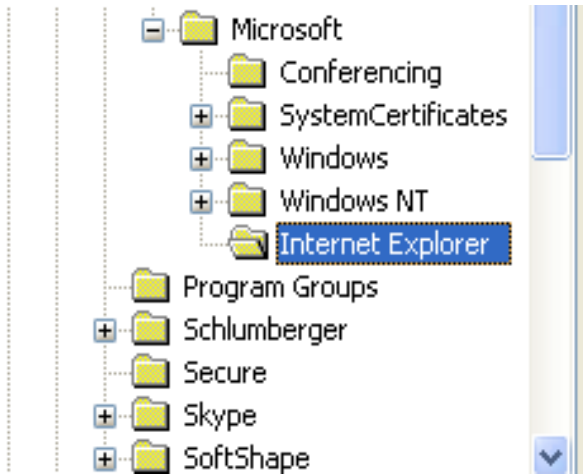 Microsoft
Conferencing
SystemCertificates
Windows
Windows NT
Internet Explorer
Program Groups
Schlumberger
Secure
Skype
SoftShape